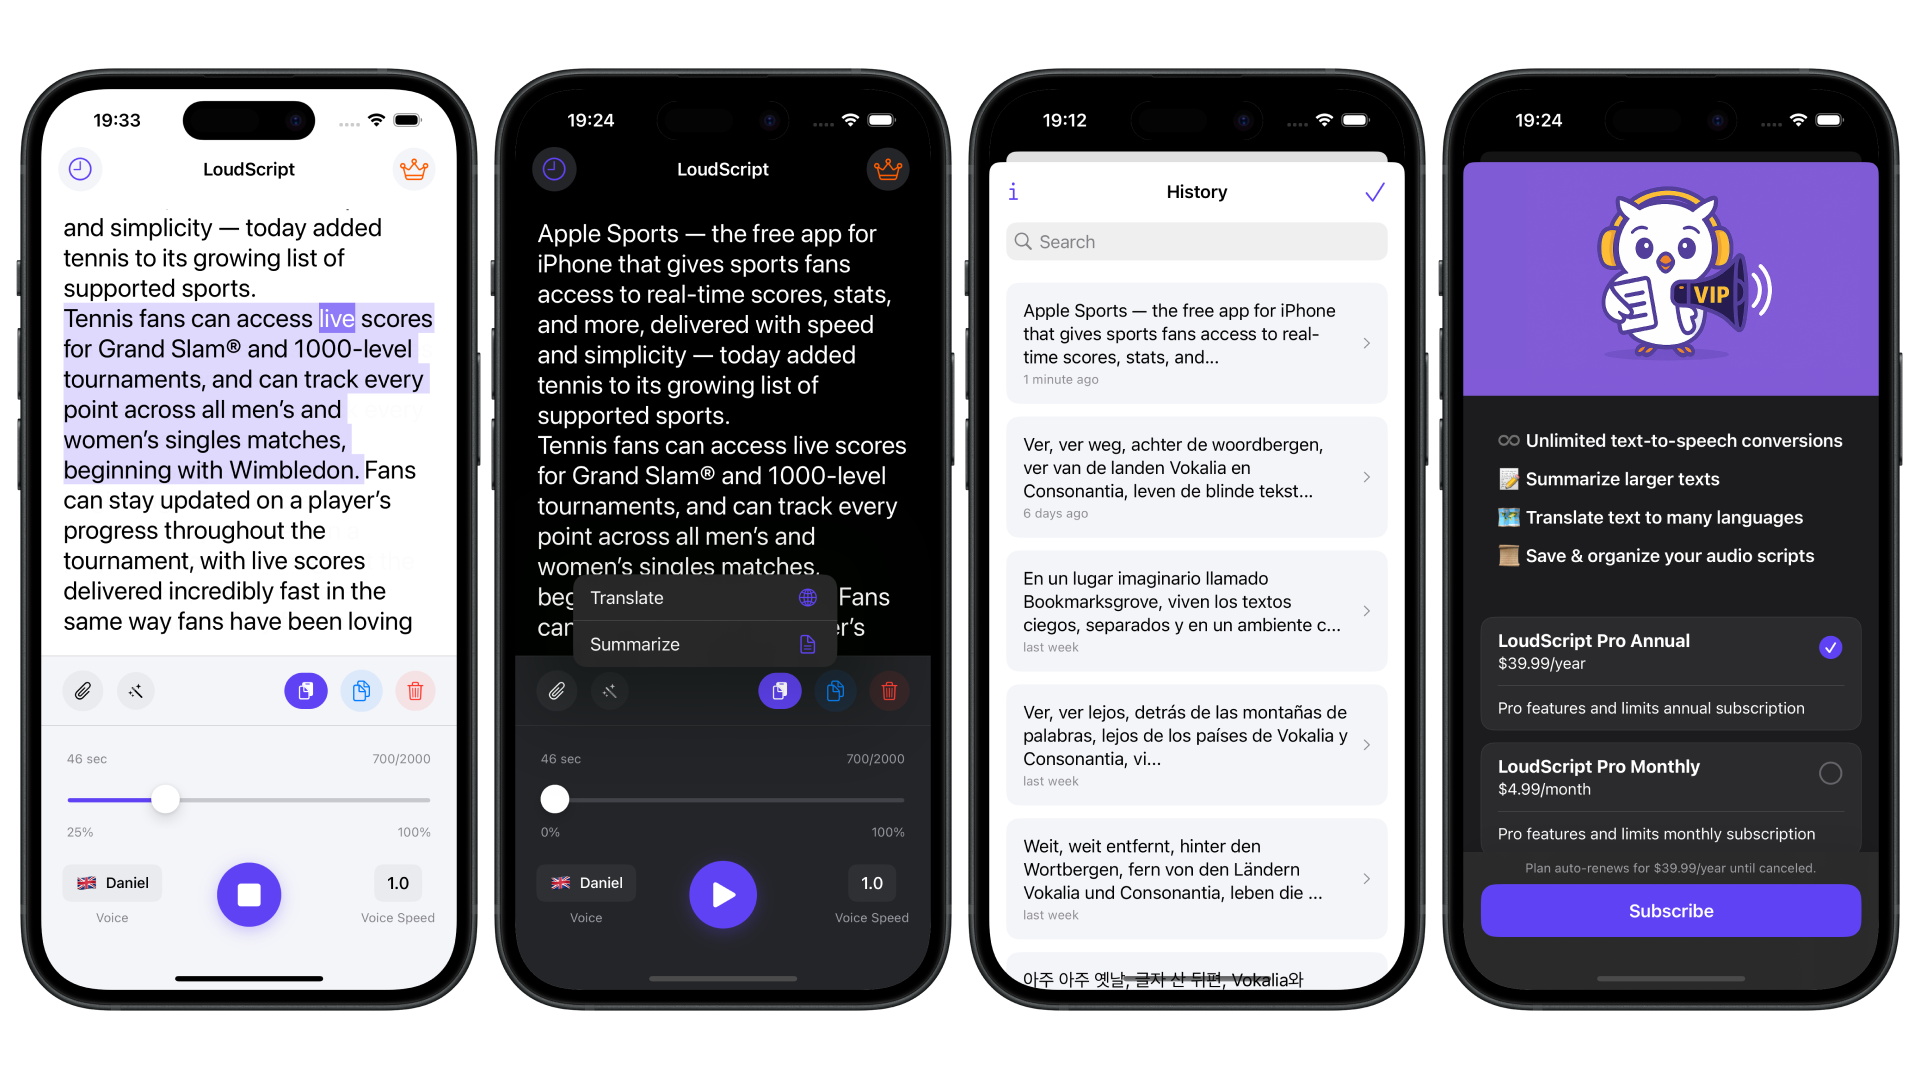 19:33
LoudScript
and simplicity — today added
tennis to its growing list of
supported sports.
Tennis fans can access live scores
for Grand Slam® and 1000-level
tournaments, and can track every
point across all men's and
women's singles matches,
beginning with Wimbledon. Fans
can stay updated on a player's
progress throughout the
tournament, with live scores
delivered incredibly fast in the
same way fans have been loving
46 sec
700/2000
25%
100%
Daniel
1.0
Voice
Voice Speed
19:24
LoudScript
Apple Sports — the free app for
iPhone that gives sports fans
access to real-time scores, stats,
and more, delivered with speed
and simplicity — today added
tennis to its growing list of
supported sports.
Tennis fans can access live scores
for Grand Slam® and 1000-level
tournaments, and can track every
point across all men's and
women's singles matches,
beg Fans
can er's
Translate
Summarize
46 sec
700/2000
0%
100%
Daniel
1.0
Voice
Voice Speed
19:12
i
History
Search
Apple Sports — the free app for iPhone
that gives sports fans access to real-
time scores, stats, and...
1 minute ago
Ver, ver weg, achter de woordbergen,
ver van de landen Vokalia en
Consonantia, leven de blinde tekst...
6 days ago
En un lugar imaginario llamado
Bookmarksgrove, viven los textos
ciegos, separados y en un ambiente c...
last week
Ver, ver lejos, detrás de las montañas de
palabras, lejos de los países de Vokalia y
Consonantia, vi...
last week
Weit, weit entfernt, hinter den
Wortbergen, fern von den Ländern
Vokalia und Consonantia, leben die ...
last week
아주 아주 옛날, 글자 산 뒤편, Vokalia와
19:24
VIP
Unlimited text-to-speech conversions
Summarize larger texts
Translate text to many languages
Save & organize your audio scripts
LoudScript Pro Annual
$39.99/year
Pro features and limits annual subscription
LoudScript Pro Monthly
$4.99/month
Pro features and limits monthly subscription
Plan auto-renews for $39.99/year until canceled.
Subscribe